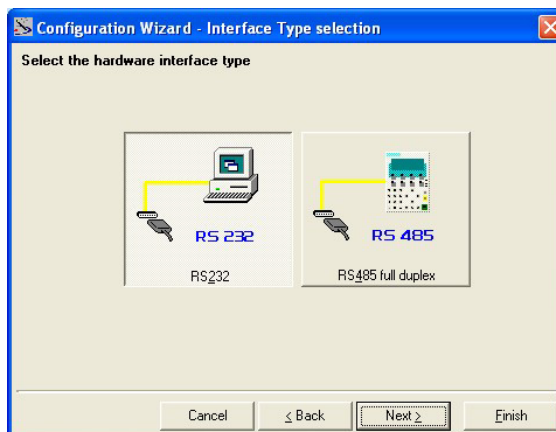 Configuration Wizard - Interface Type selection
Select the hardware interface type
RS 232
RS 485
RS232
RS485 full duplex
Cancel
< Back
Next >
Finish